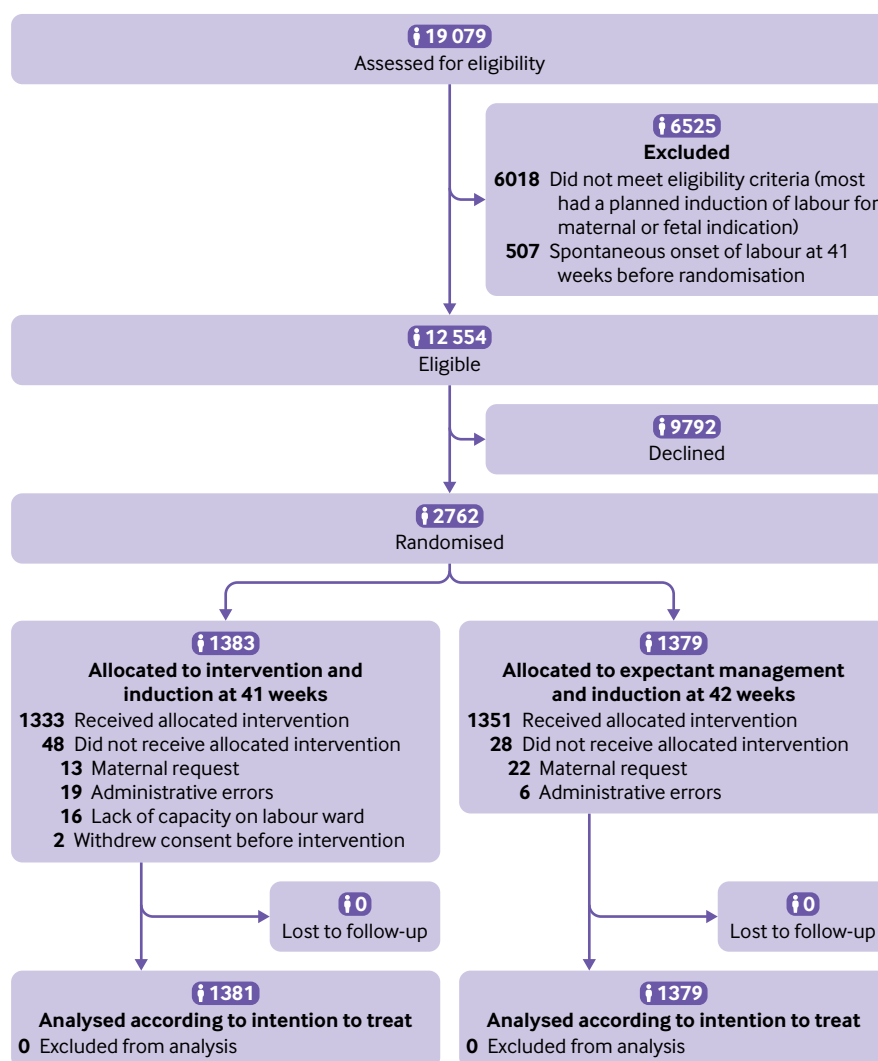 19 079
Assessed for eligibility
6525
Excluded
6018 Did not meet eligibility criteria (most
had a planned induction of labour for
maternal or fetal indication)
507 Spontaneous onset of labour at 41
weeks before randomisation
12 554
Eligible
9792
Declined
2762
Randomised
1383
Allocated to intervention and
induction at 41 weeks
1333 Received allocated intervention
48 Did not receive allocated intervention
13 Maternal request
19 Administrative errors
16 Lack of capacity on labour ward
2 Withdrew consent before intervention
1379
Allocated to expectant management
and induction at 42 weeks
1351 Received allocated intervention
28 Did not receive allocated intervention
22 Maternal request
6 Administrative errors
0
Lost to follow-up
0
Lost to follow-up
1381
Analysed according to intention to treat
0 Excluded from analysis
1379
Analysed according to intention to treat
0 Excluded from analysis